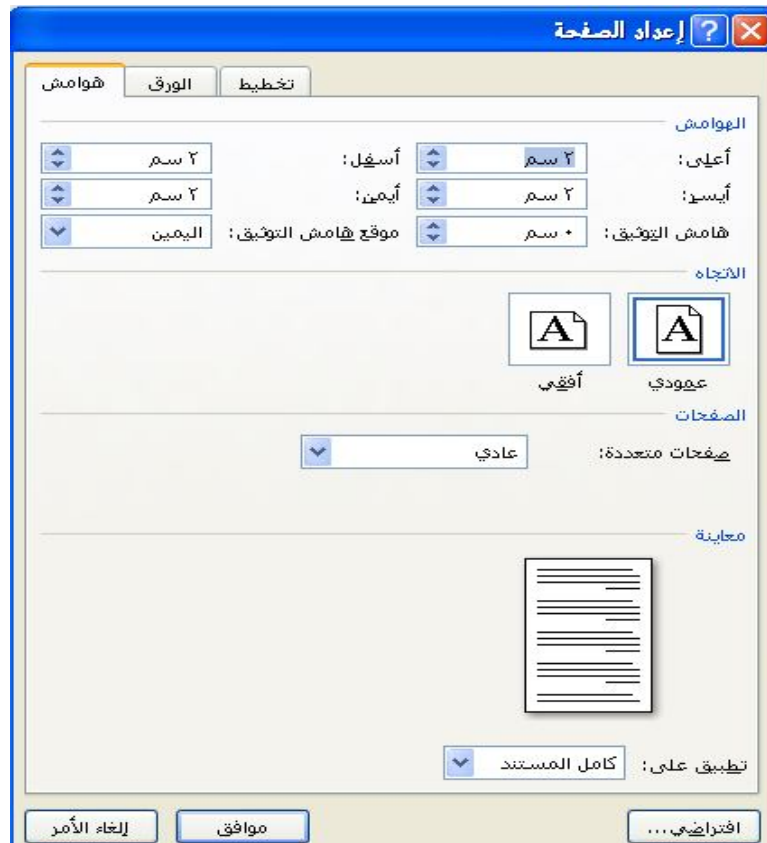 إعداد الصفحة
هوامش الورق تخطيط
الهوامش
أعلى: ٢ سم أسفل: ٢ سم
أيسر: ٢ سم أيمن: ٢ سم
هامش التوثيق: ٠ سم موقع هامش التوثيق: اليمين
الاتجاه
A A
عمودي أفقي
الصفحات
صفحات متعددة: عادي
معاينة
تطبيق على: كامل المستند
افتراضي... موافق إلغاء الأمر